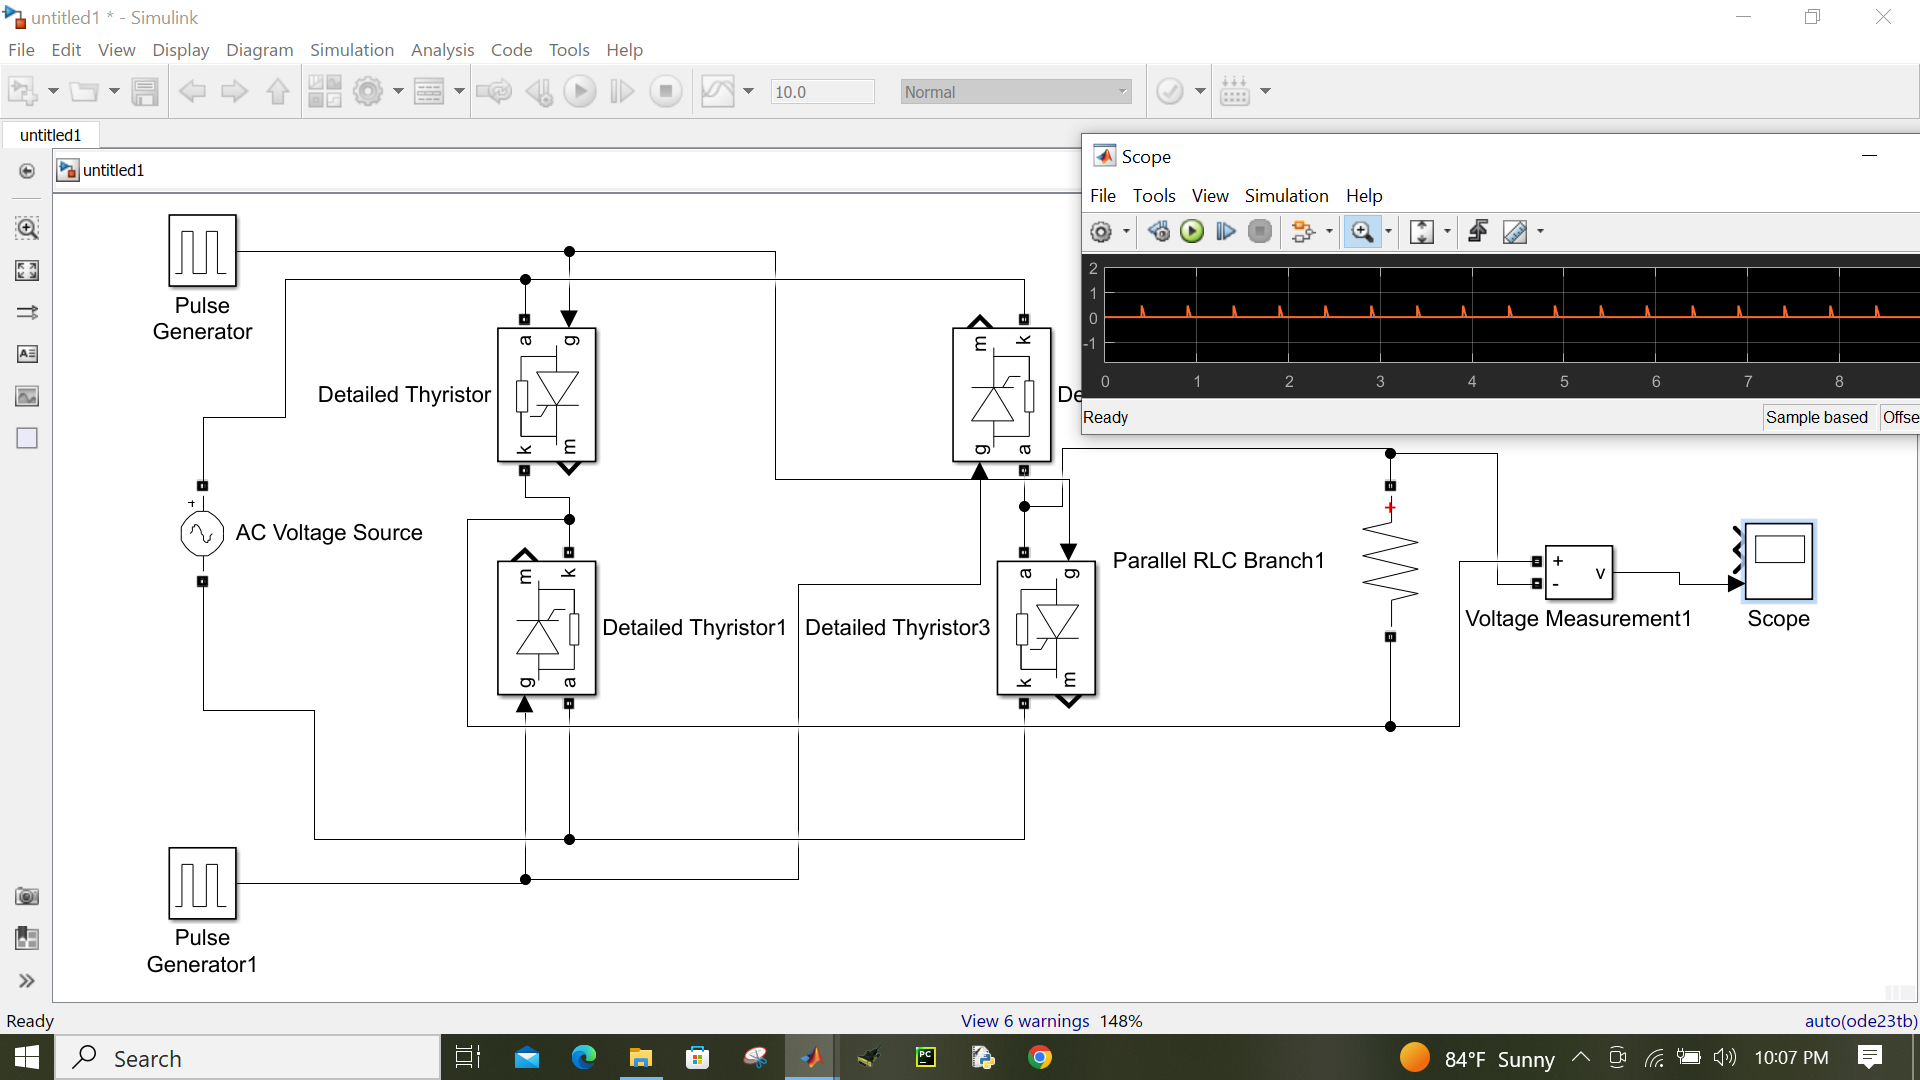 untitled1 * - Simulink
File Edit View Display Diagram Simulation Analysis Code Tools Help
10.0 Normal
untitled1
untitled1
Scope
File Tools View Simulation Help
2
1
0
-1
0 1 2 3 4 5 6 7 8
Ready Sample based Offse
Pulse
Generator
a g
Detailed Thyristor
k m
m k
De
g a
+
AC Voltage Source
m k
Detailed Thyristor1
g a
a g
Detailed Thyristor3
k m
Parallel RLC Branch1
+
+
- v
Voltage Measurement1
Scope
Pulse
Generator1
Ready View 6 warnings 148% auto(ode23tb)
Search
PC
84°F Sunny 10:07 PM